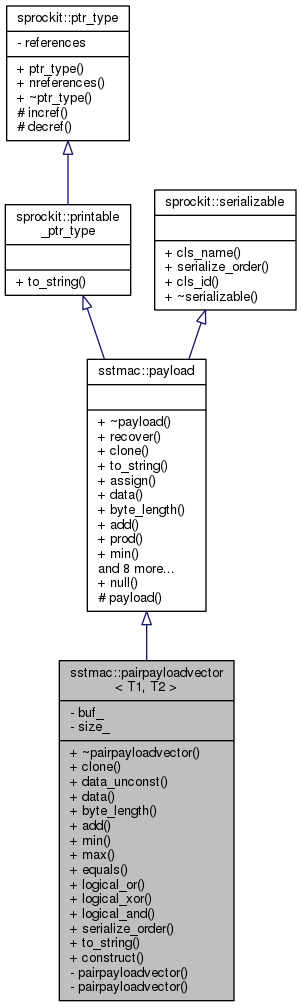 sprockit::ptr_type
- references
+ ptr_type()
+ nreferences()
+ ~ptr_type()
# incref()
# decref()
sprockit::printable
_ptr_type
+ to_string()
sprockit::serializable
+ cls_name()
+ serialize_order()
+ cls_id()
+ ~serializable()
sstmac::payload
+ ~payload()
+ recover()
+ clone()
+ to_string()
+ assign()
+ data()
+ byte_length()
+ add()
+ prod()
+ min()
and 8 more...
+ null()
# payload()
sstmac::pairpayloadvector
< T1, T2 >
- buf_
- size_
+ ~pairpayloadvector()
+ clone()
+ data_unconst()
+ data()
+ byte_length()
+ add()
+ min()
+ max()
+ equals()
+ logical_or()
+ logical_xor()
+ logical_and()
+ serialize_order()
+ to_string()
+ construct()
- pairpayloadvector()
- pairpayloadvector()